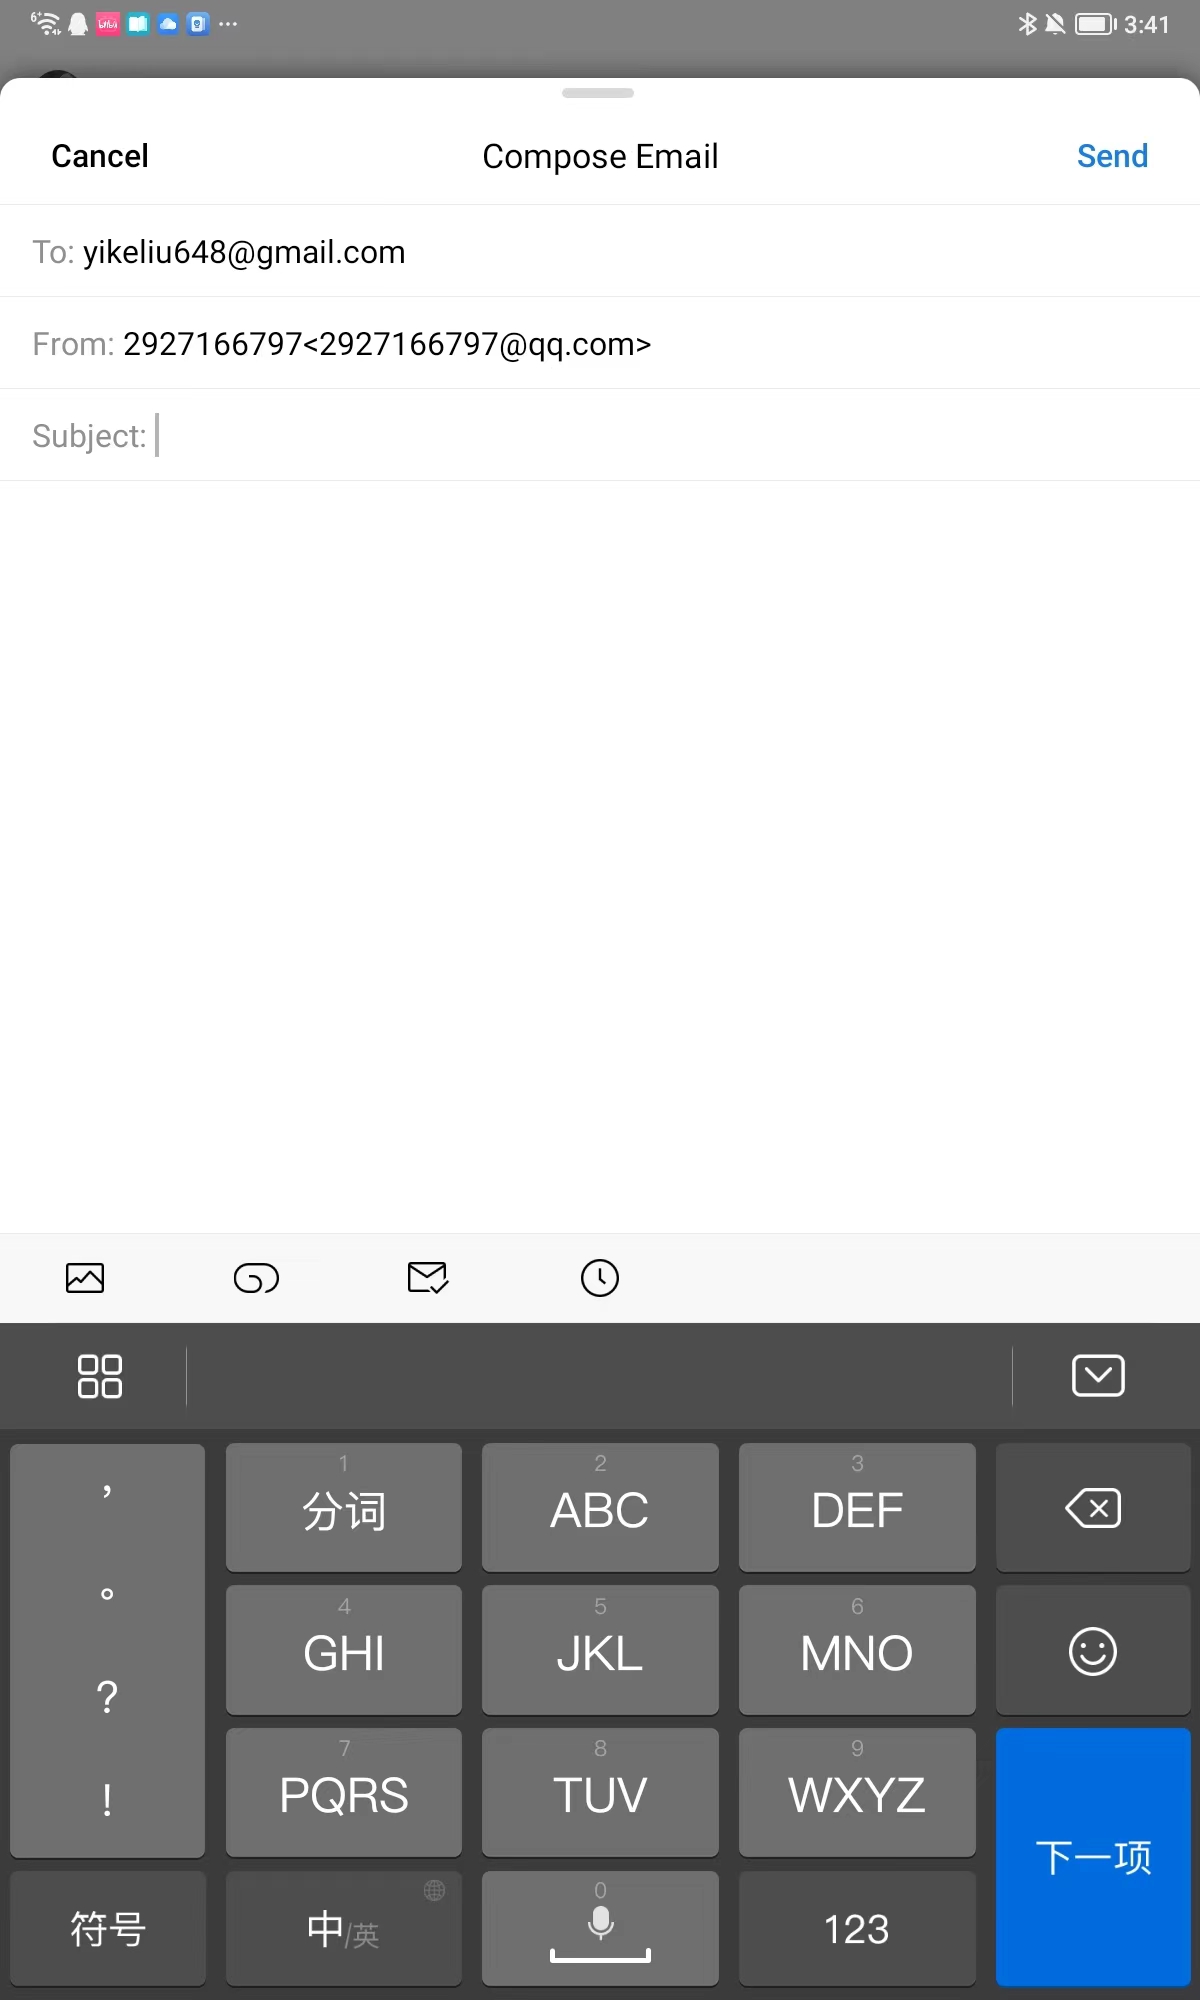 3:41
Cancel Compose Email Send
To: yikeliu648@gmail.com
From: 2927166797<2927166797@qq.com>
Subject:
，
。
？
！
1
分词
2
ABC
3
DEF
4
GHI
5
JKL
6
MNO
7
PQRS
8
TUV
9
WXYZ
下一项
符号
中/英
0
123